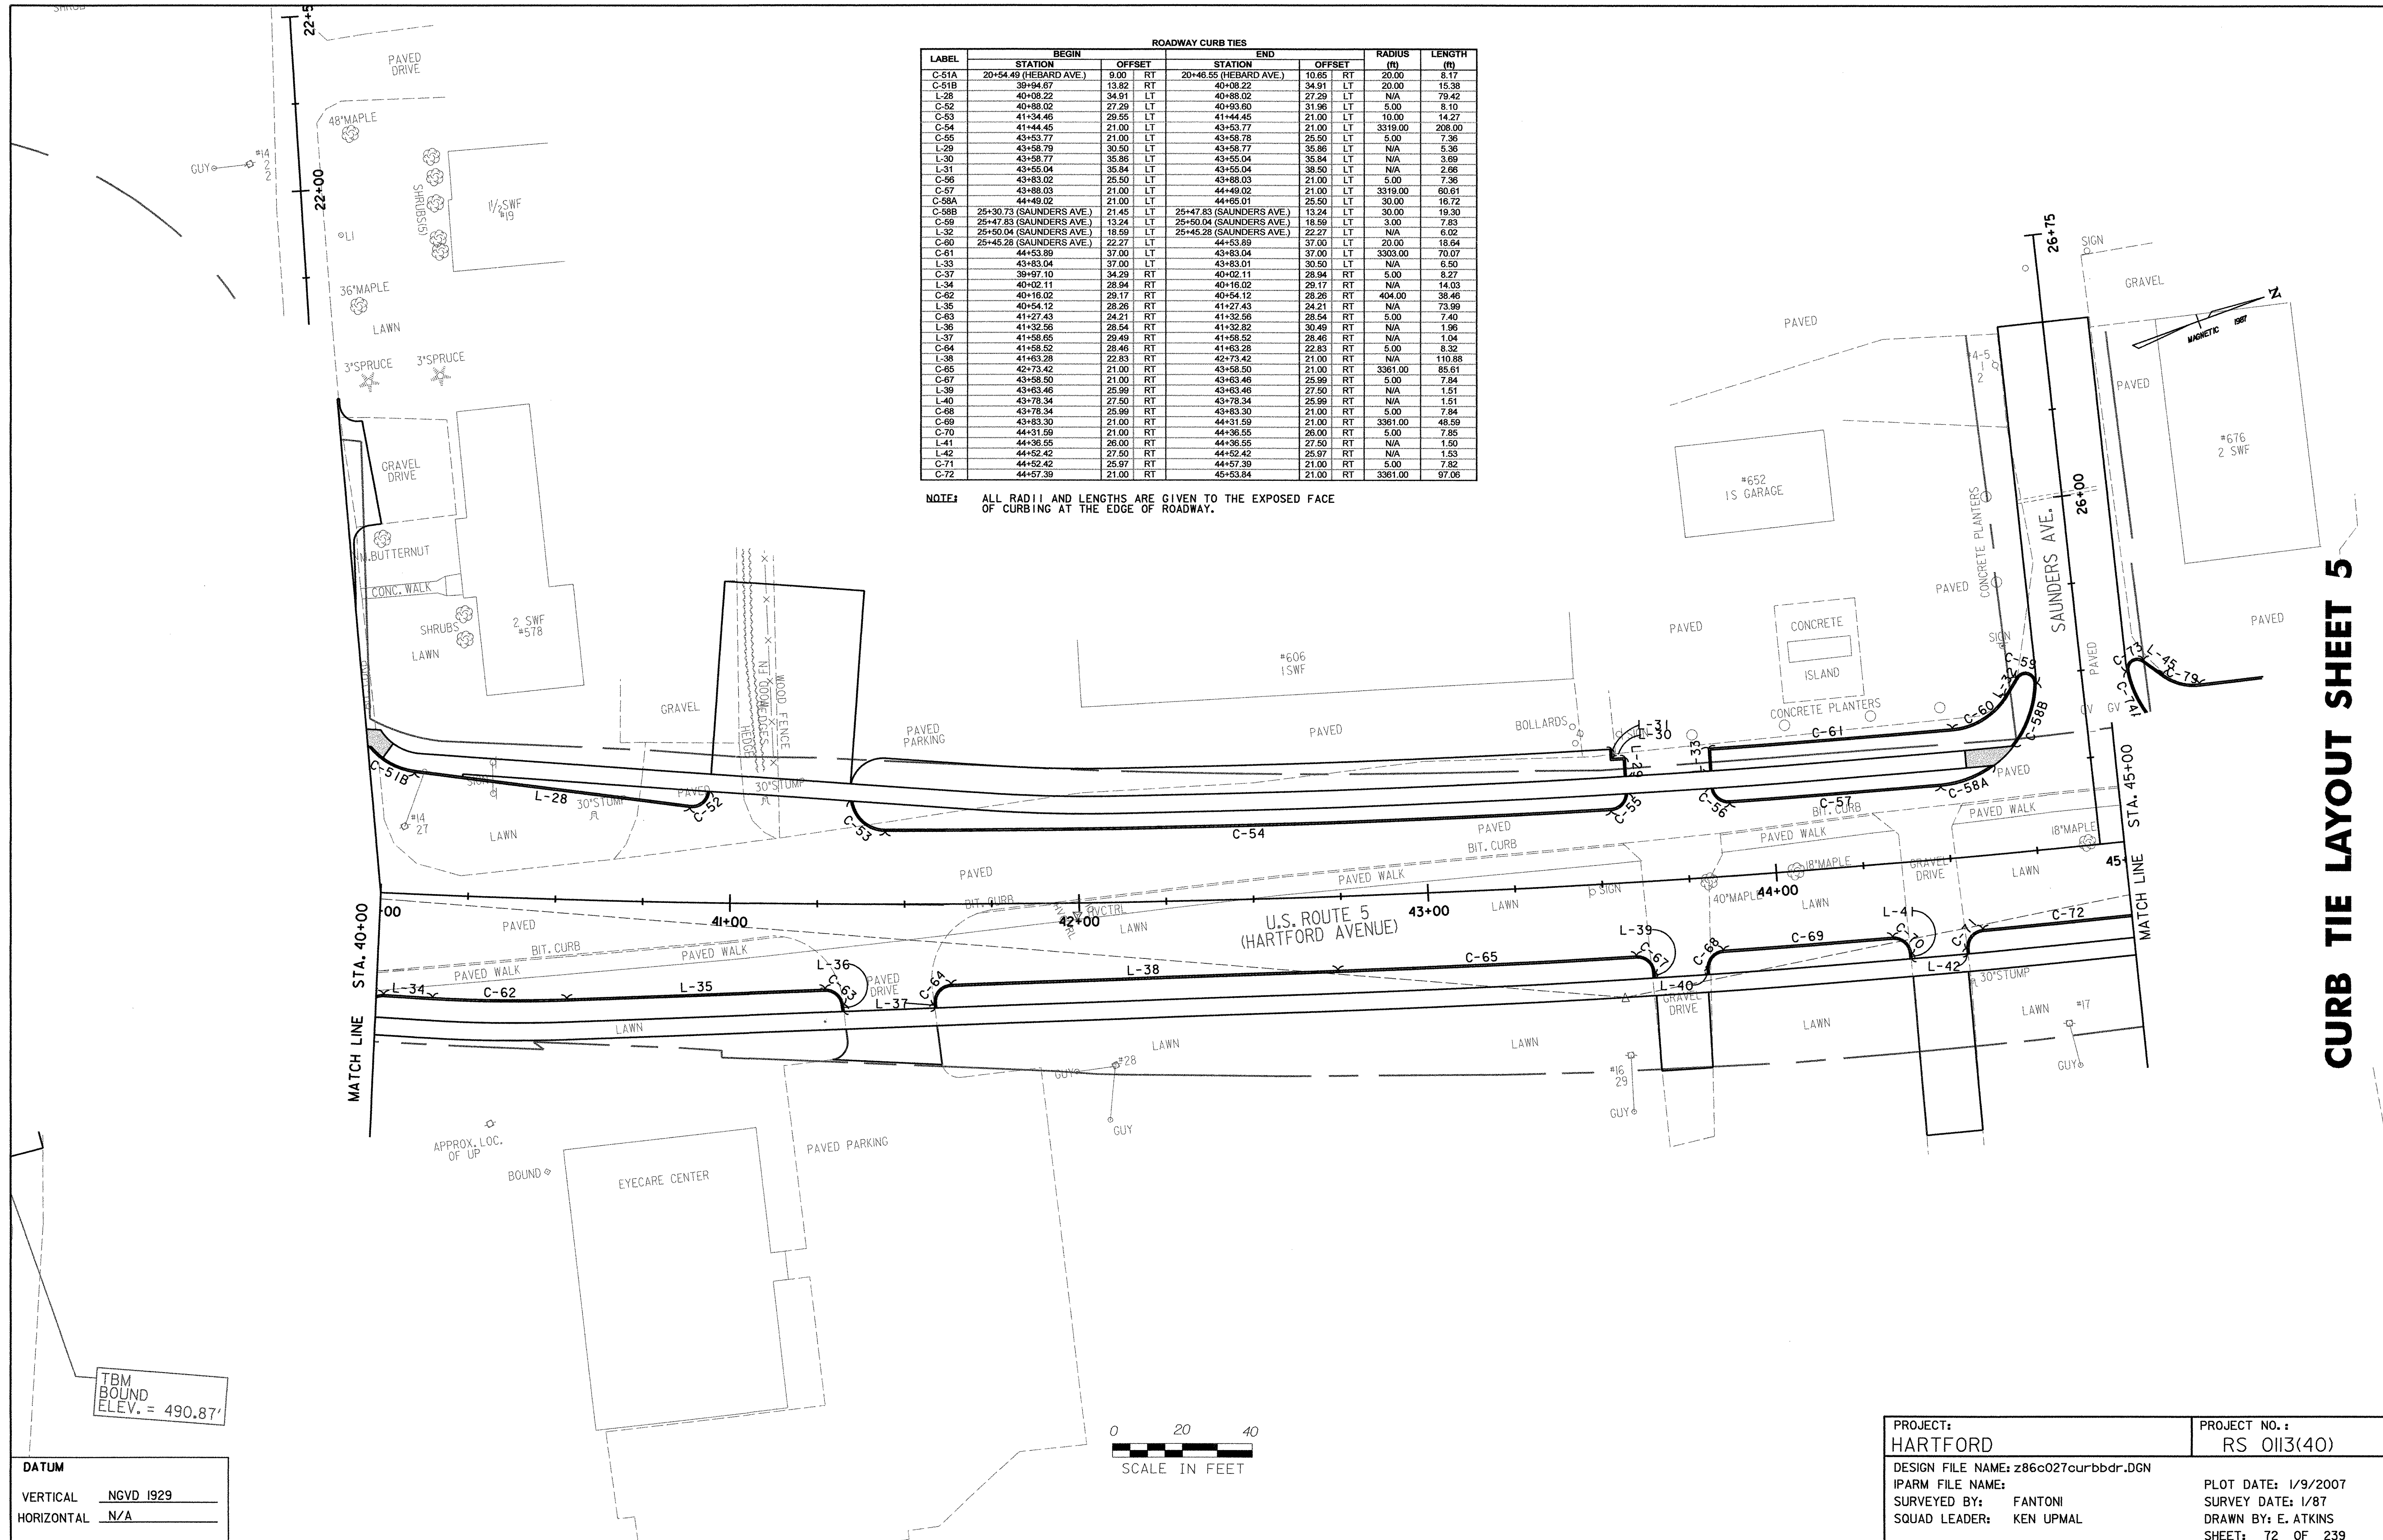 ROADWAY CURB TIES
LABEL BEGIN END RADIUS (ft) LENGTH (ft)
STATION OFFSET STATION OFFSET
C-51A 20+54.49 (HEBARD AVE.) 9.00 RT 20+46.55 (HEBARD AVE.) 10.65 RT 20.00 8.17
C-51B 39+94.67 13.82 RT 40+08.22 34.91 LT 20.00 15.38
L-28 40+08.22 34.91 LT 40+88.02 27.29 LT N/A 79.42
C-52 40+88.02 27.29 LT 40+93.60 31.96 LT 5.00 8.10
C-53 41+34.46 29.55 LT 41+44.45 21.00 LT 10.00 14.27
C-54 41+44.45 21.00 LT 43+53.77 21.00 LT 3319.00 208.00
C-55 43+53.77 21.00 LT 43+58.78 25.50 LT 5.00 7.36
L-29 43+58.79 30.50 LT 43+58.77 35.86 LT N/A 5.36
L-30 43+58.77 35.86 LT 43+55.04 35.84 LT N/A 3.69
L-31 43+55.04 35.84 LT 43+55.04 38.50 LT N/A 2.66
C-56 43+83.02 25.50 LT 43+88.03 21.00 LT 5.00 7.36
C-57 43+88.03 21.00 LT 44+49.02 21.00 LT 3319.00 60.61
C-58A 44+49.02 21.00 LT 44+65.01 25.50 LT 30.00 16.72
C-58B 25+30.73 (SAUNDERS AVE.) 21.45 LT 25+47.83 (SAUNDERS AVE.) 13.24 LT 30.00 19.30
C-59 25+47.83 (SAUNDERS AVE.) 13.24 LT 25+50.04 (SAUNDERS AVE.) 18.59 LT 3.00 7.83
L-32 25+50.04 (SAUNDERS AVE.) 18.59 LT 25+45.28 (SAUNDERS AVE.) 22.27 LT N/A 6.02
C-60 25+45.28 (SAUNDERS AVE.) 22.27 LT 44+53.89 37.00 LT 20.00 18.64
C-61 44+53.89 37.00 LT 43+83.04 37.00 LT 3303.00 70.07
L-33 43+83.04 37.00 LT 43+83.01 30.50 LT N/A 6.50
C-37 39+97.10 34.29 RT 40+02.11 28.94 RT 5.00 8.27
L-34 40+02.11 28.94 RT 40+16.02 29.17 RT N/A 14.03
C-62 40+16.02 29.17 RT 40+54.12 28.26 RT 404.00 38.46
L-35 40+54.12 28.26 RT 41+27.43 24.21 RT N/A 73.99
C-63 41+27.43 24.21 RT 41+32.56 28.54 RT 5.00 7.40
L-36 41+32.56 28.54 RT 41+32.82 30.49 RT N/A 1.96
L-37 41+58.65 29.49 RT 41+58.52 28.46 RT N/A 1.04
C-64 41+58.52 28.46 RT 41+63.28 22.83 RT 5.00 8.32
L-38 41+63.28 22.83 RT 42+73.42 21.00 RT N/A 110.88
C-65 42+73.42 21.00 RT 43+58.50 21.00 RT 3361.00 85.61
C-67 43+58.50 21.00 RT 43+63.46 25.99 RT 5.00 7.84
L-39 43+63.46 25.99 RT 43+63.46 27.50 RT N/A 1.51
L-40 43+78.34 27.50 RT 43+78.34 25.99 RT N/A 1.51
C-68 43+78.34 25.99 RT 43+83.30 21.00 RT 5.00 7.84
C-69 43+83.30 21.00 RT 44+31.59 21.00 RT 3361.00 48.59
C-70 44+31.59 21.00 RT 44+36.55 26.00 RT 5.00 7.85
L-41 44+36.55 26.00 RT 44+36.55 27.50 RT N/A 1.50
L-42 44+52.42 27.50 RT 44+52.42 25.97 RT N/A 1.53
C-71 44+52.42 25.97 RT 44+57.39 21.00 RT 5.00 7.82
C-72 44+57.39 21.00 RT 45+53.84 21.00 RT 3361.00 97.06
NOTE: ALL RADII AND LENGTHS ARE GIVEN TO THE EXPOSED FACE
OF CURBING AT THE EDGE OF ROADWAY.
SHRUB
22+5
PAVED
DRIVE
48"MAPLE
GUY
#14
2
2
22+00
SHRUBS(5)
1 1/2 SWF
#19
LI
36"MAPLE
LAWN
3"SPRUCE
3"SPRUCE
GRAVEL
DRIVE
BUTTERNUT
CONC. WALK
SHRUBS
LAWN
2 SWF
#578
GRAVEL
HEDGE
WOOD FENCE
PAVED
PARKING
#606
1SWF
PAVED
BOLLARDS
L-31
L-30
L-29
L-33
SIGN
PAVED
CONCRETE
ISLAND
CONCRETE PLANTERS
CONCRETE PLANTERS
PAVED
PAVED
#652
1S GARAGE
#4-5
1
2
26+75
SIGN
GRAVEL
MAGNETIC 1987
N
PAVED
#676
2 SWF
26+00
SAUNDERS AVE.
PAVED
PAVED
SIGN
C-59
L-32
C-60
C-61
C-58B
C-73
L-45
C-79
C-74
GV
GV
C-51B
#14
27
SIGN
L-28
30"STUMP
PAVED
C-52
30"STUMP
LAWN
C-53
C-54
C-55
C-56
C-57
C-58A
PAVED
BIT. CURB
PAVED WALK
PAVED WALK
18"MAPLE
PAVED
BIT. CURB
PAVED WALK
PAVED
18"MAPLE
GRAVEL
DRIVE
LAWN
STA. 45+00
MATCH LINE
45+
STA. 40+00
MATCH LINE
+00
41+00
42+00
43+00
44+00
PAVED
BIT. CURB
HVCTRL
LAWN
U.S. ROUTE 5
(HARTFORD AVENUE)
LAWN
SIGN
40"MAPLE
LAWN
BIT. CURB
PAVED WALK
PAVED WALK
L-34
C-62
L-35
L-36
C-63
L-37
PAVED
DRIVE
C-64
L-38
C-65
L-39
C-67
L-40
C-68
C-69
L-41
C-70
L-42
C-71
C-72
30"STUMP
GRAVEL
DRIVE
LAWN
LAWN
LAWN
LAWN
LAWN
#17
GUY
GUY
#28
GUY
#16
29
GUY
APPROX. LOC.
OF UP
BOUND
EYECARE CENTER
PAVED PARKING
CURB TIE LAYOUT SHEET 5
TBM
BOUND
ELEV. = 490.87'
DATUM
VERTICAL NGVD 1929
HORIZONTAL N/A
0 20 40
SCALE IN FEET
PROJECT:
HARTFORD
PROJECT NO.:
RS 0113(40)
DESIGN FILE NAME: z86c027curbbdr.DGN
IPARM FILE NAME:
PLOT DATE: 1/9/2007
SURVEYED BY: FANTONI
SURVEY DATE: 1/87
SQUAD LEADER: KEN UPMAL
DRAWN BY: E. ATKINS
SHEET: 72 OF 239